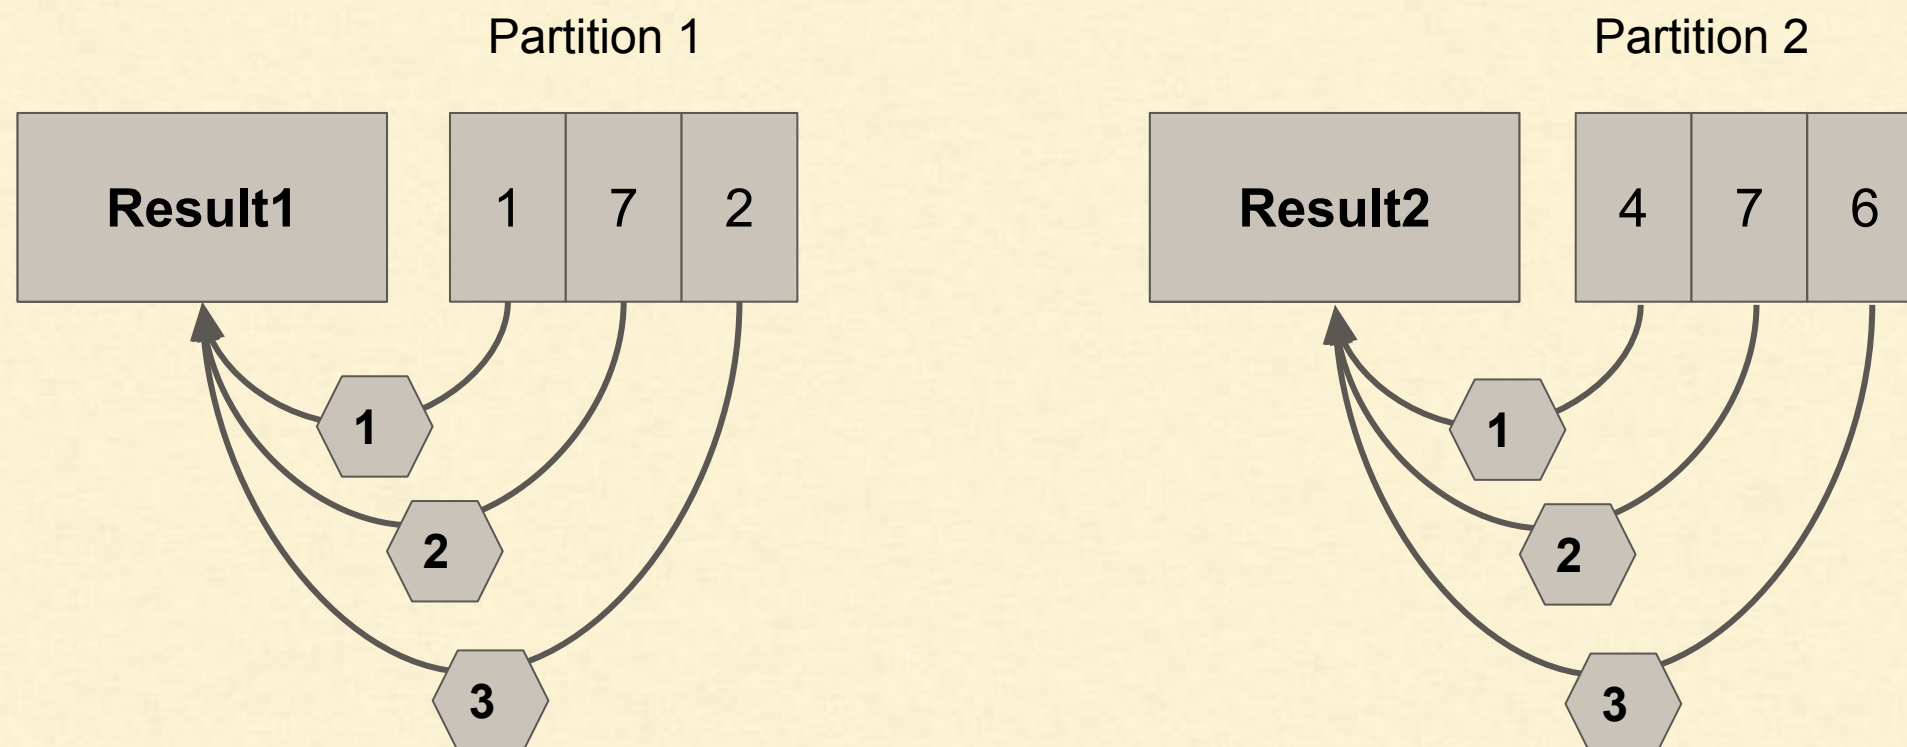 Partition 1
Partition 2
Result1
1 7 2
Result2
4 7 6
1
2
3
1
2
3